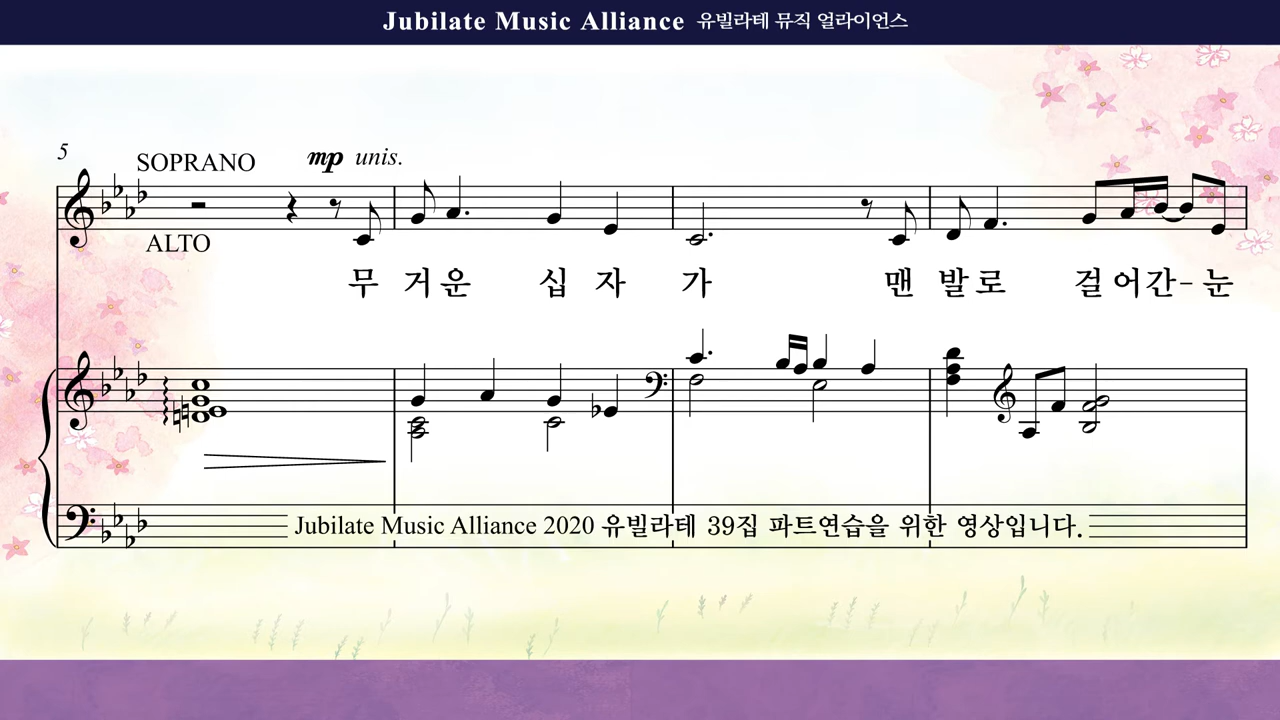 Jubilate Music Alliance 유빌라테 뮤직 얼라이언스
5
SOPRANO mp unis.
ALTO
무 거운 십 자 가 맨 발로 걸어간- 눈
Jubilate Music Alliance 2020 유빌라테 39집 파트연습을 위한 영상입니다.